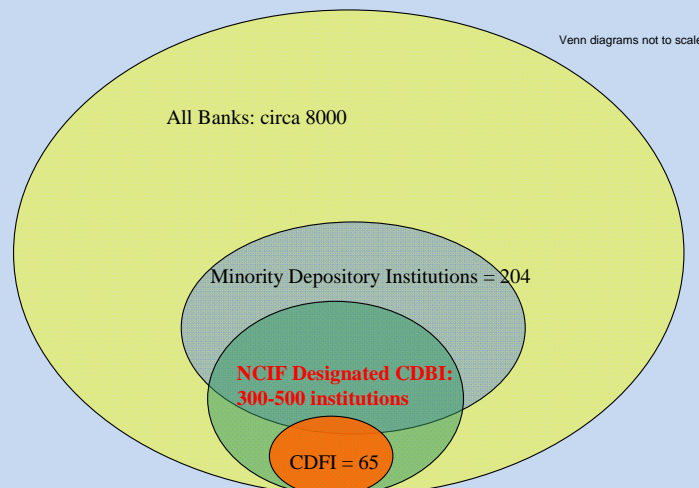 Venn diagrams not to scale
All Banks: circa 8000
Minority Depository Institutions = 204
NCIF Designated CDBI:
300-500 institutions
CDFI = 65